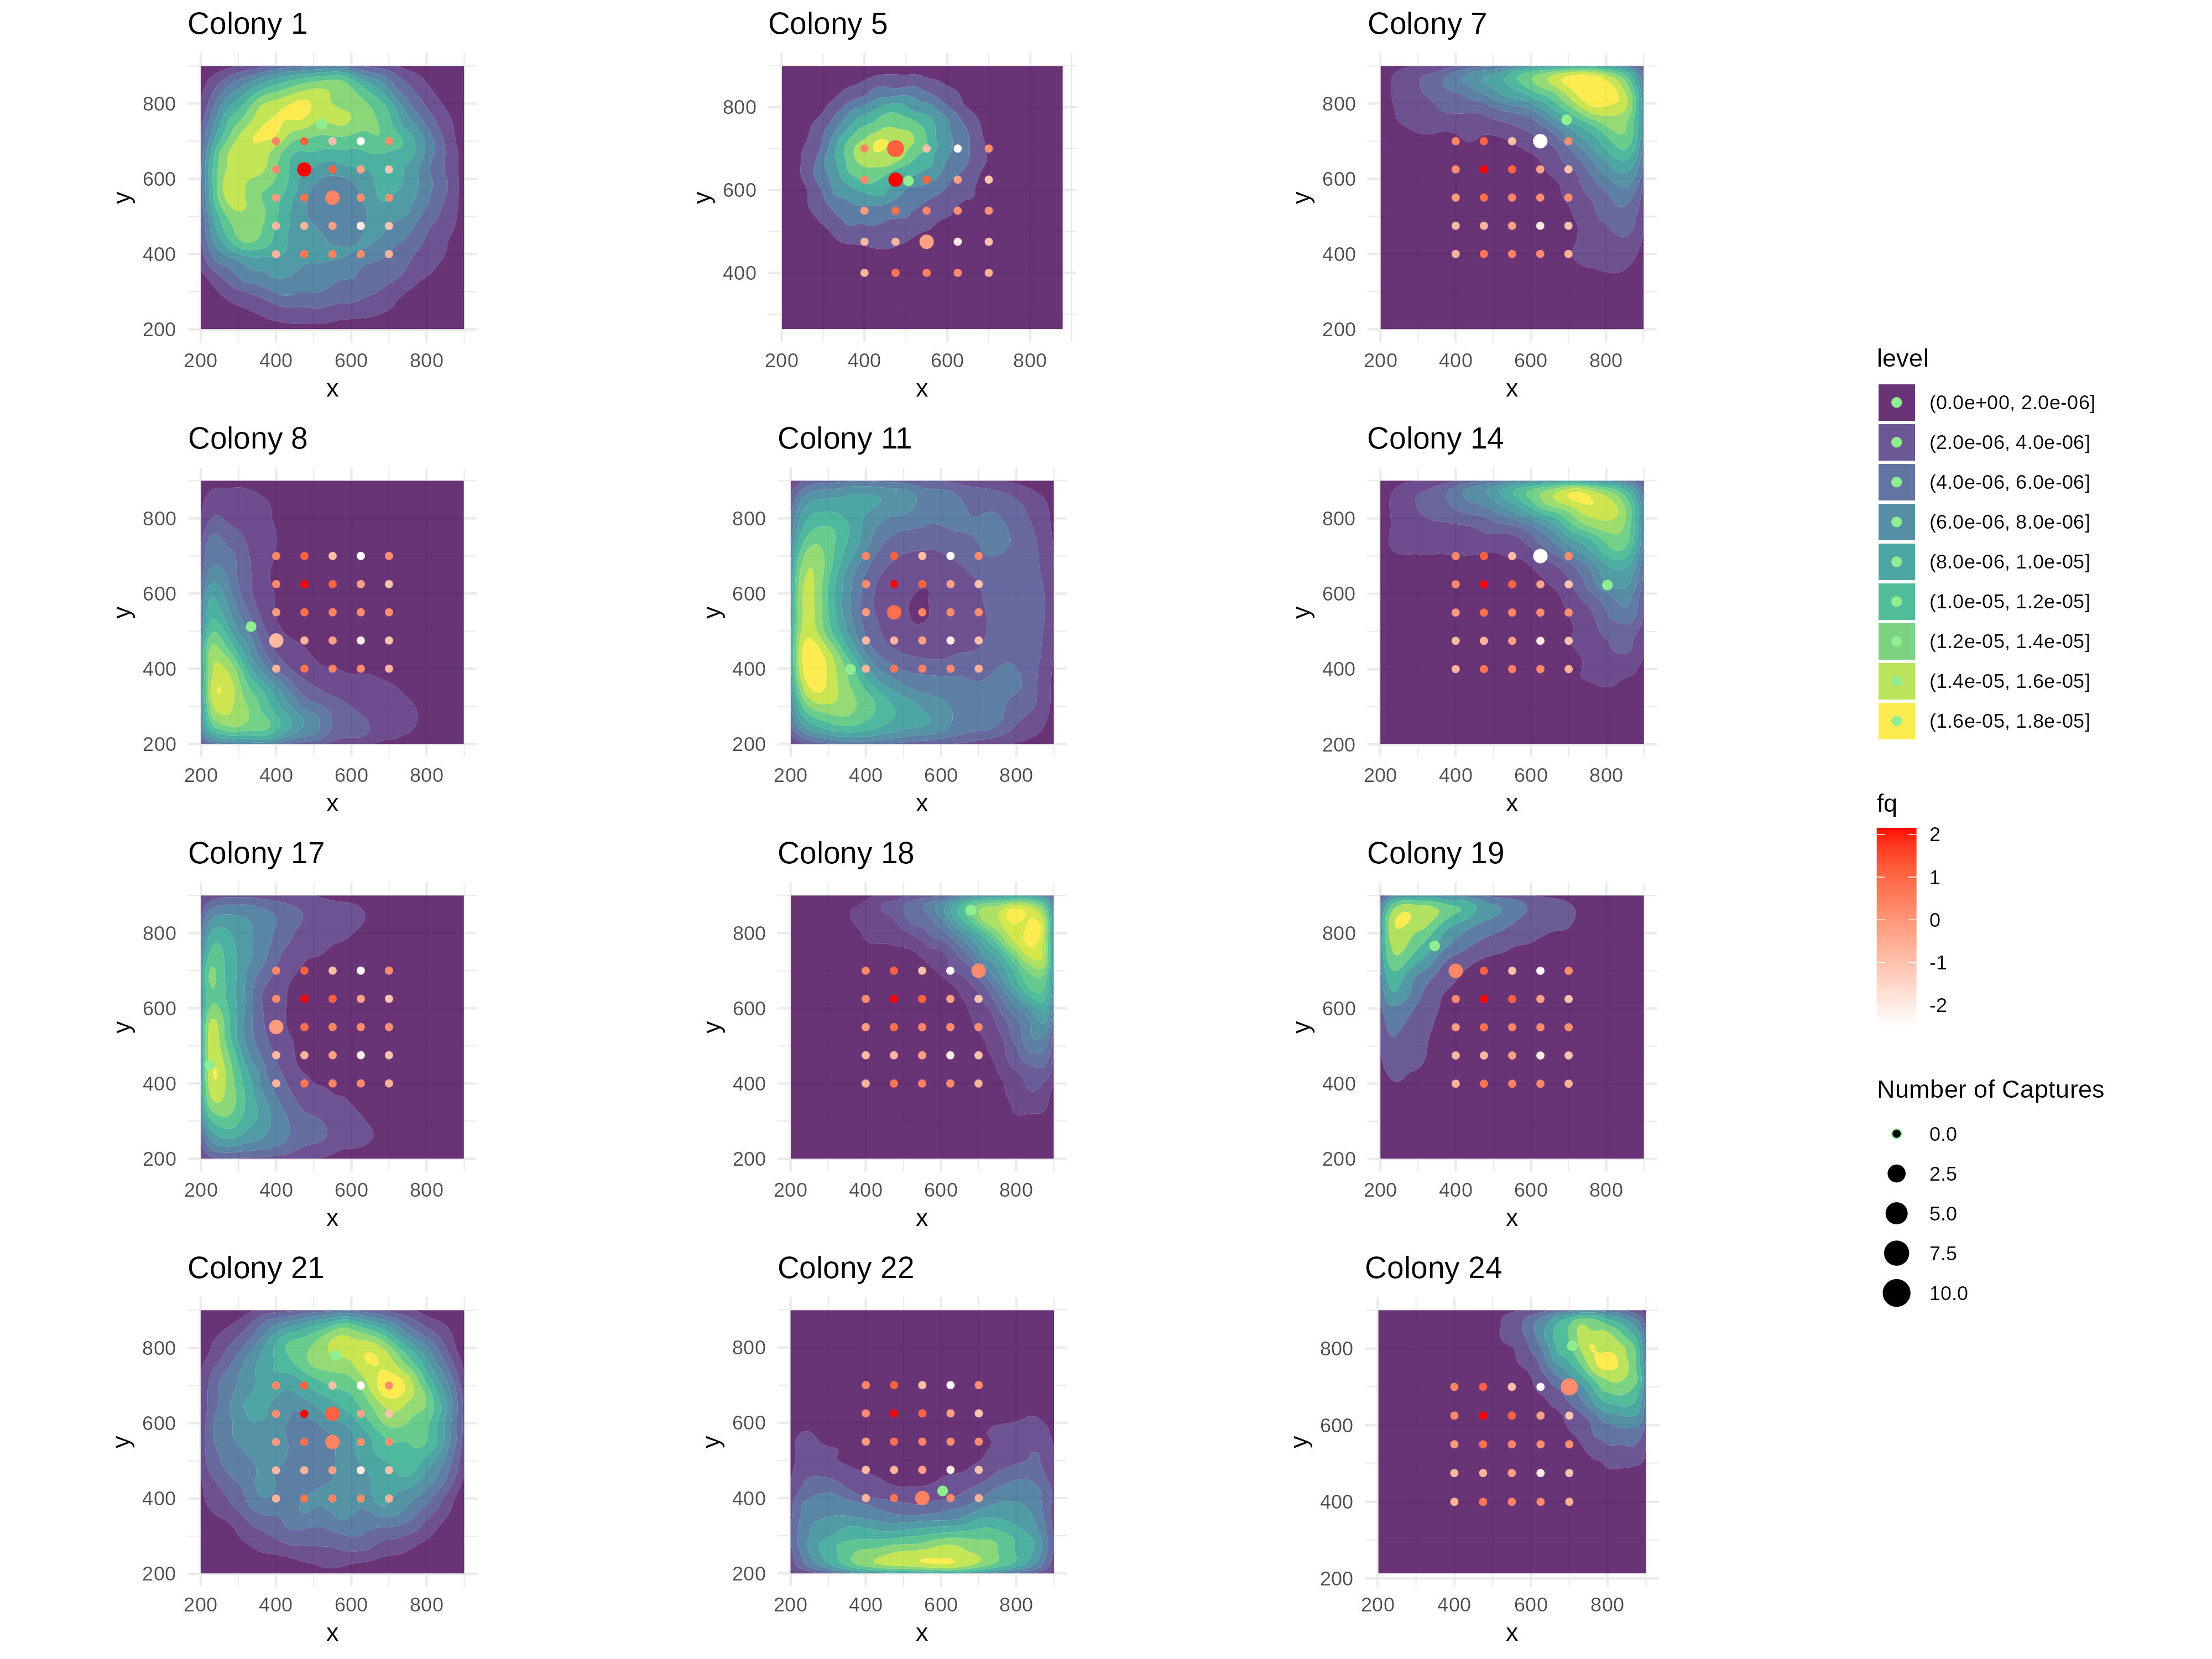 Colony 1
800
600
400
200
y
200 400 600 800
x
Colony 5
800
600
400
y
200 400 600 800
x
Colony 7
800
600
400
200
y
200 400 600 800
x
Colony 8
800
600
400
200
y
200 400 600 800
x
Colony 11
800
600
400
200
y
200 400 600 800
x
Colony 14
800
600
400
200
y
200 400 600 800
x
Colony 17
800
600
400
200
y
200 400 600 800
x
Colony 18
800
600
400
200
y
200 400 600 800
x
Colony 19
800
600
400
200
y
200 400 600 800
x
Colony 21
800
600
400
200
y
200 400 600 800
x
Colony 22
800
600
400
200
y
200 400 600 800
x
Colony 24
800
600
400
200
y
200 400 600 800
x
level
(0.0e+00, 2.0e-06]
(2.0e-06, 4.0e-06]
(4.0e-06, 6.0e-06]
(6.0e-06, 8.0e-06]
(8.0e-06, 1.0e-05]
(1.0e-05, 1.2e-05]
(1.2e-05, 1.4e-05]
(1.4e-05, 1.6e-05]
(1.6e-05, 1.8e-05]
fq
2
1
0
-1
-2
Number of Captures
0.0
2.5
5.0
7.5
10.0